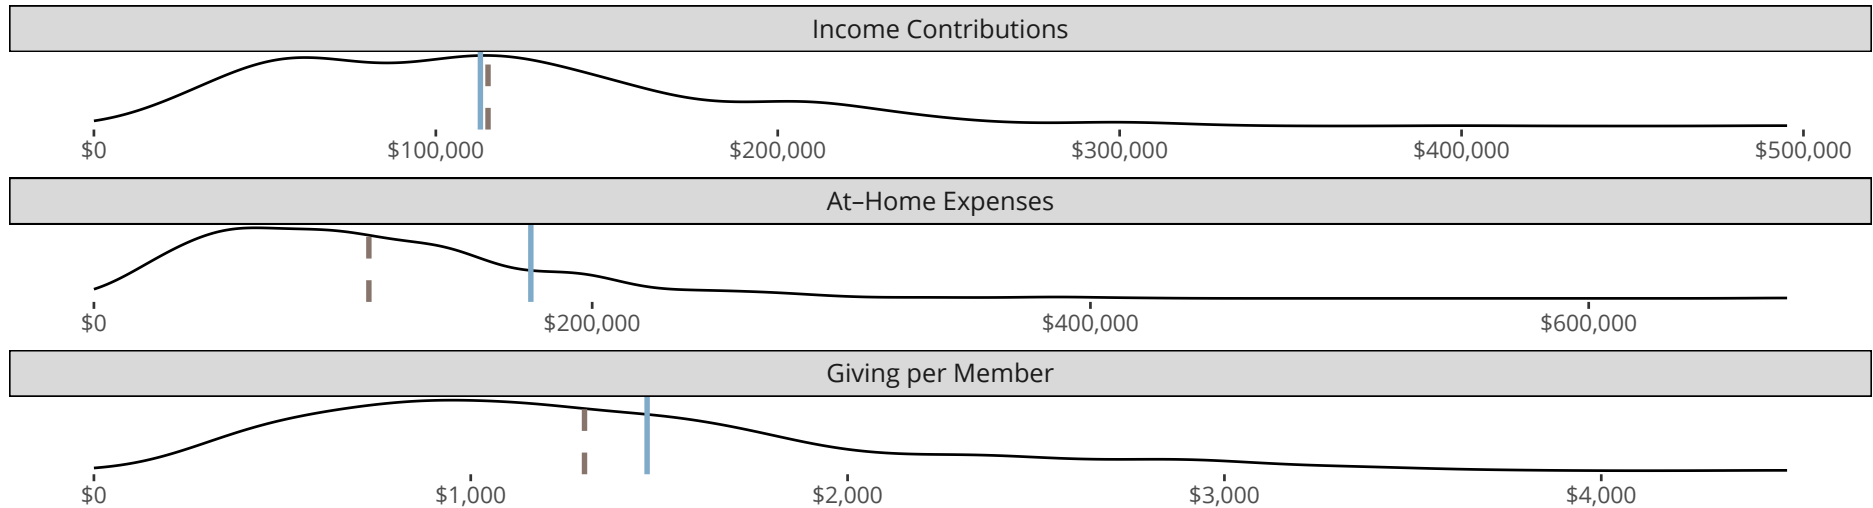 Income Contributions
$0 $100,000 $200,000 $300,000 $400,000 $500,000
At–Home Expenses
$0 $200,000 $400,000 $600,000
Giving per Member
$0 $1,000 $2,000 $3,000 $4,000